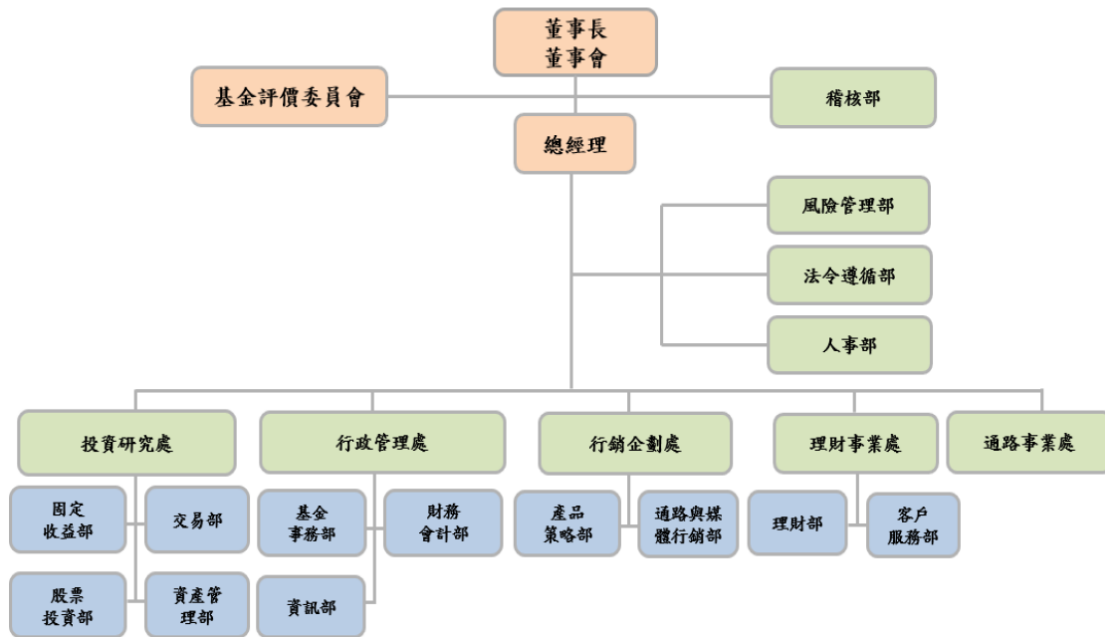 董事長
董事會
基金評價委員會
稽核部
總經理
風險管理部
法令遵循部
人事部
投資研究處
行政管理處
行銷企劃處
理財事業處
通路事業處
固定
收益部
交易部
基金
事務部
財務
會計部
產品
策略部
通路與媒
體行銷部
理財部
客戶
服務部
股票
投資部
資產管
理部
資訊部